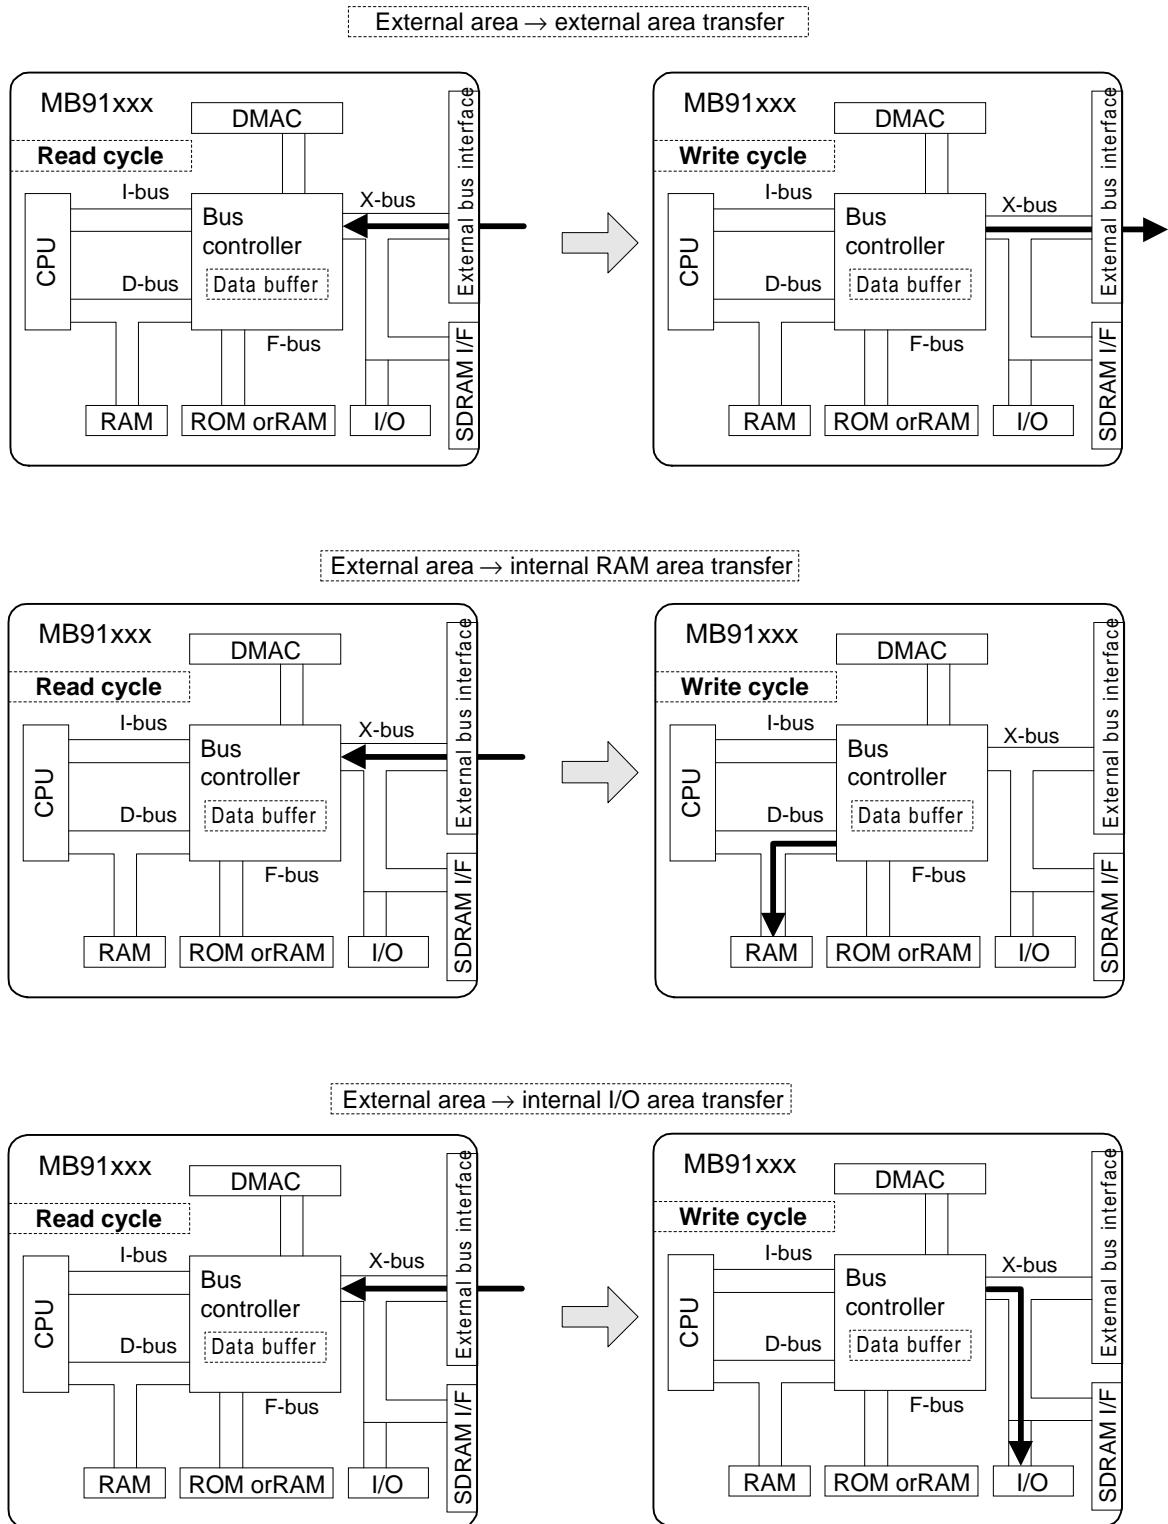 External area → external area transfer
MB91xxx
DMAC
Read cycle
I-bus
X-bus
CPU
Bus
controller
Data buffer
D-bus
F-bus
RAM
ROM orRAM
I/O
External bus interface
SDRAM I/F
MB91xxx
DMAC
Write cycle
I-bus
X-bus
CPU
Bus
controller
Data buffer
D-bus
F-bus
RAM
ROM orRAM
I/O
External bus interface
SDRAM I/F
External area → internal RAM area transfer
MB91xxx
DMAC
Read cycle
I-bus
X-bus
CPU
Bus
controller
Data buffer
D-bus
F-bus
RAM
ROM orRAM
I/O
External bus interface
SDRAM I/F
MB91xxx
DMAC
Write cycle
I-bus
X-bus
CPU
Bus
controller
Data buffer
D-bus
F-bus
RAM
ROM orRAM
I/O
External bus interface
SDRAM I/F
External area → internal I/O area transfer
MB91xxx
DMAC
Read cycle
I-bus
X-bus
CPU
Bus
controller
Data buffer
D-bus
F-bus
RAM
ROM orRAM
I/O
External bus interface
SDRAM I/F
MB91xxx
DMAC
Write cycle
I-bus
X-bus
CPU
Bus
controller
Data buffer
D-bus
F-bus
RAM
ROM orRAM
I/O
External bus interface
SDRAM I/F